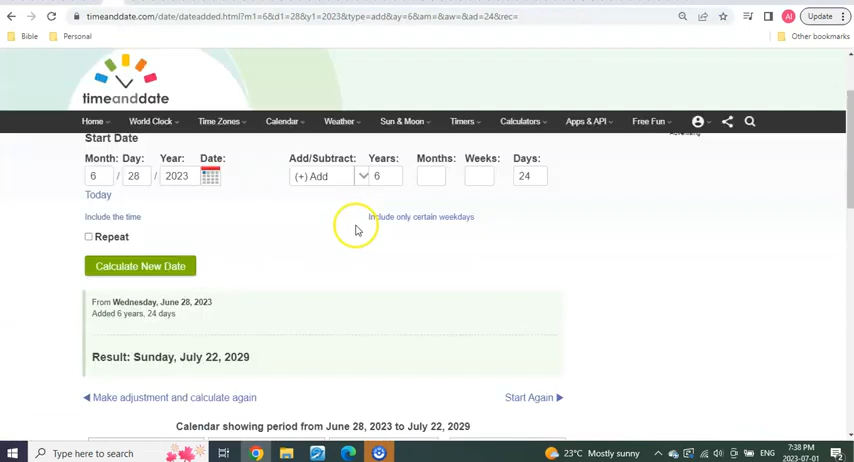 timeanddate.com/date/dateadded.html?m1=6&d1=28&y1=2023&type=add&ay=6&am=&aw=&ad=24&rec=
AI
Update
Bible Personal Other bookmarks
timeanddate
Home World Clock Time Zones Calendar Weather Sun & Moon Timers Calculators Apps & API Free Fun
Advertising
Start Date
Month: Day: Year: Date: Add/Subtract: Years: Months: Weeks: Days:
6 / 28 / 2023 (+) Add 6 24
Today
Include the time Include only certain weekdays
Repeat
Calculate New Date
From Wednesday, June 28, 2023
Added 6 years, 24 days
Result: Sunday, July 22, 2029
Make adjustment and calculate again Start Again
Calendar showing period from June 28, 2023 to July 22, 2029
Type here to search
23°C Mostly sunny
ENG
7:38 PM
2023-07-01
2